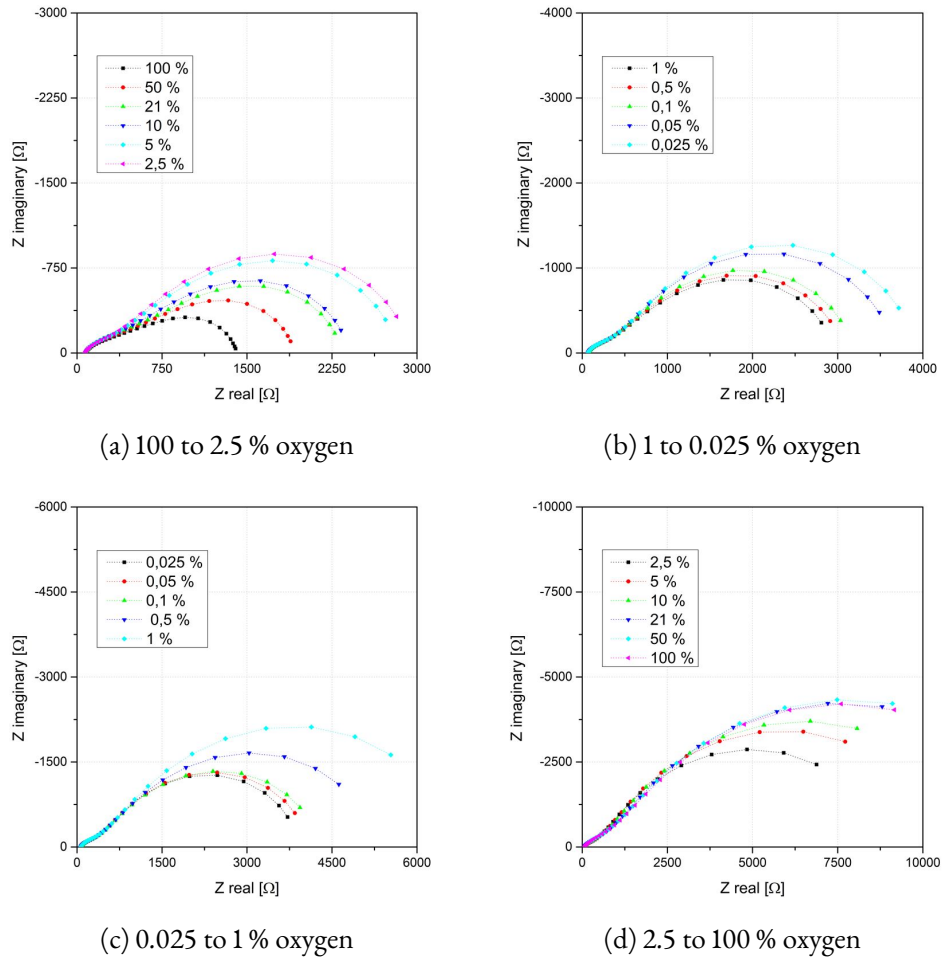 -3000
-2250
-1500
-750
0
Z imaginary [Ω]
100 %
50 %
21 %
10 %
5 %
2,5 %
0 750 1500 2250 3000
Z real [Ω]
(a) 100 to 2.5 % oxygen
-4000
-3000
-2000
-1000
0
Z imaginary [Ω]
1 %
0,5 %
0,1 %
0,05 %
0,025 %
0 1000 2000 3000 4000
Z real [Ω]
(b) 1 to 0.025 % oxygen
-6000
-4500
-3000
-1500
0
Z imaginary [Ω]
0,025 %
0,05 %
0,1 %
0,5 %
1 %
0 1500 3000 4500 6000
Z real [Ω]
(c) 0.025 to 1 % oxygen
-10000
-7500
-5000
-2500
0
Z imaginary [Ω]
2,5 %
5 %
10 %
21 %
50 %
100 %
0 2500 5000 7500 10000
Z real [Ω]
(d) 2.5 to 100 % oxygen